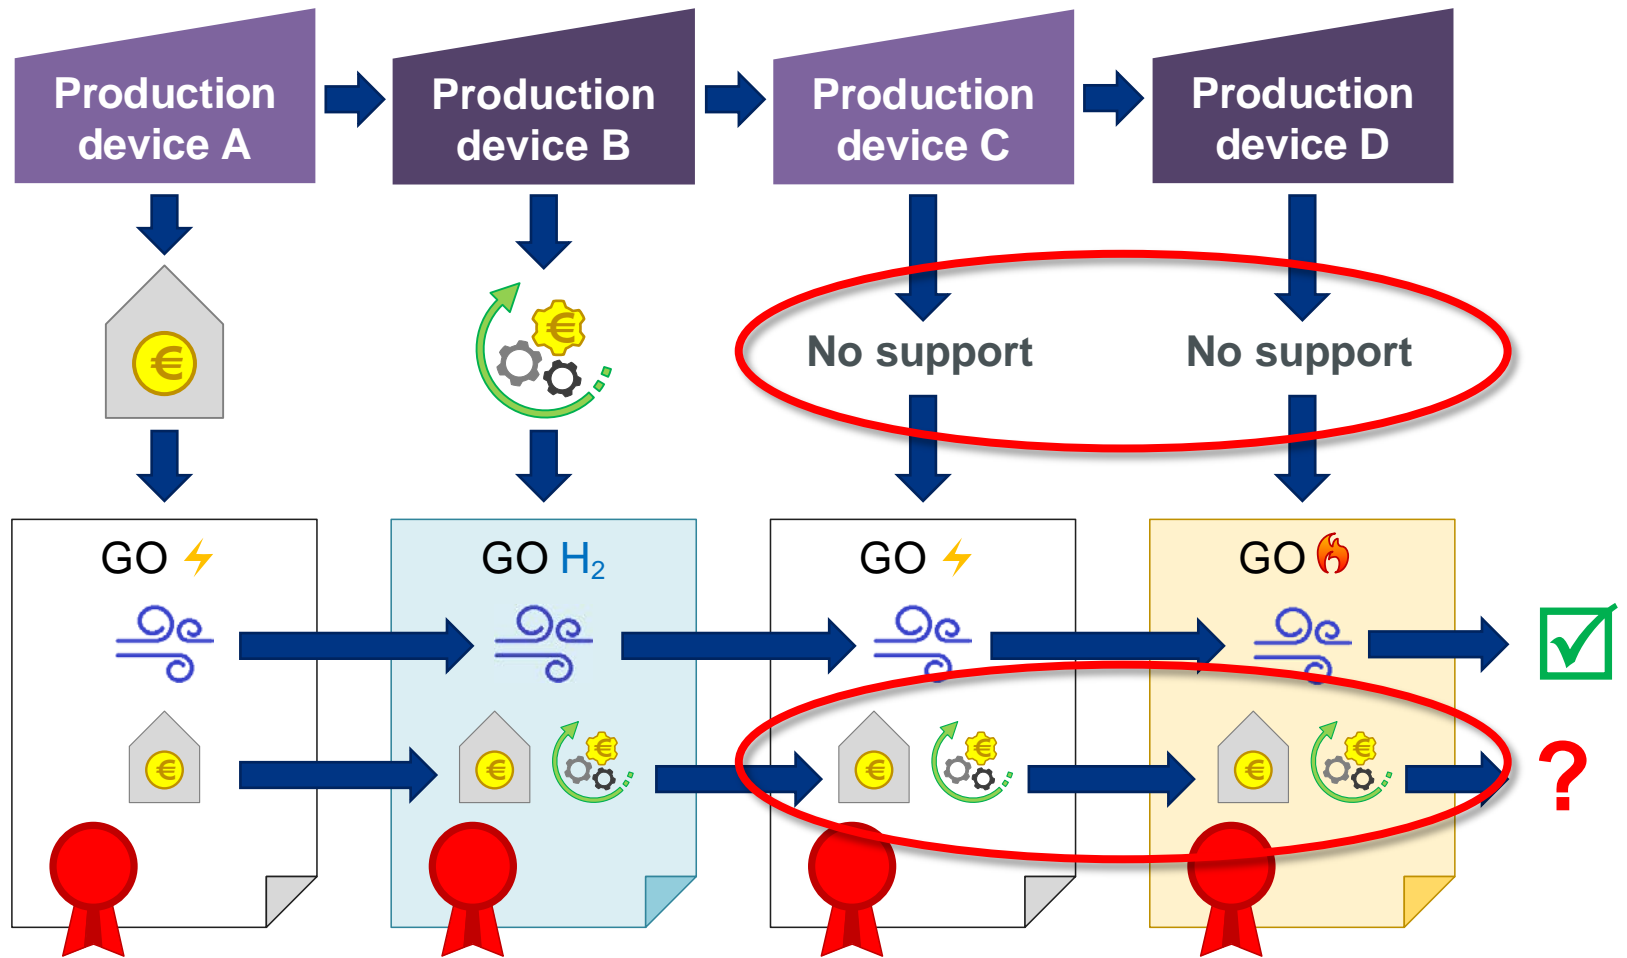 Production
device A
Production
device B
Production
device C
Production
device D
€
€
No support
No support
GO
GO H₂
GO
GO
€
€
€
€
€
€
€
?